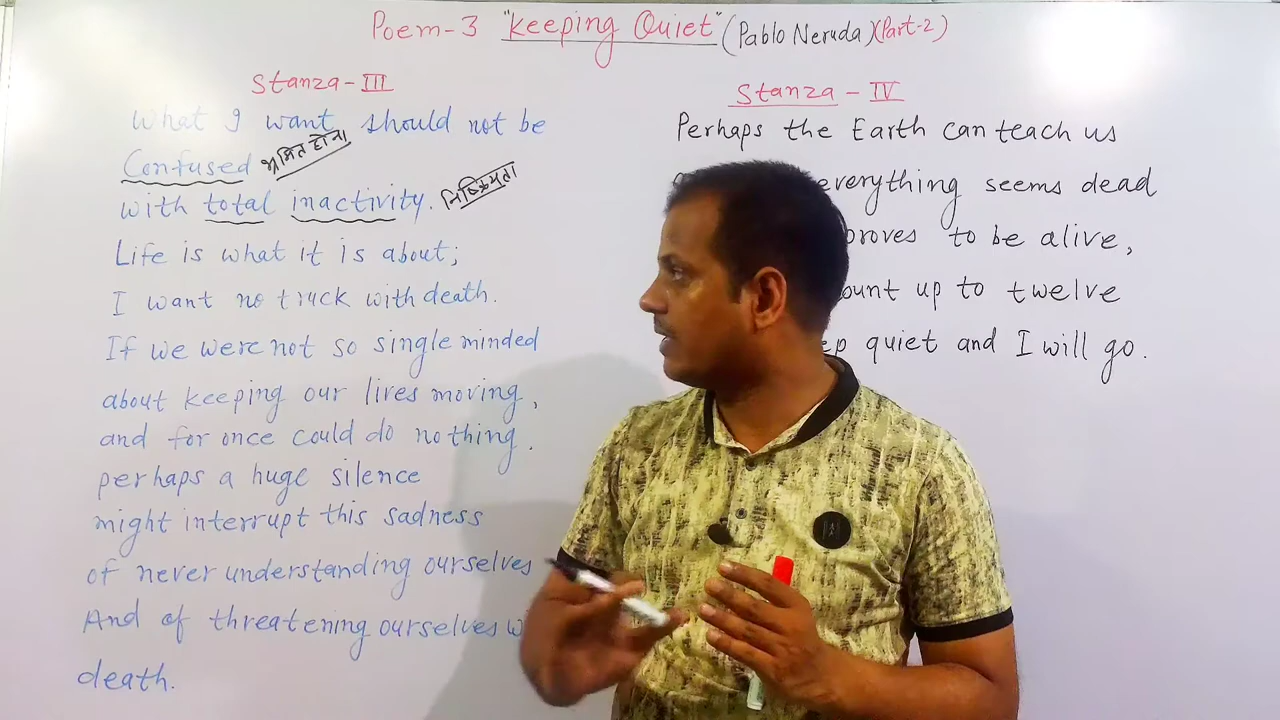 Poem-3 "Keeping Quiet" (Pablo Neruda)(Part-2)
Stanza-III
What I want should not be
Confused भ्रमित होना
with total inactivity. निष्क्रियता
Life is what it is about;
I want no truck with death.
If we were not so single minded
about keeping our lives moving,
and for once could do nothing.
perhaps a huge silence
might interrupt this sadness
of never understanding ourselves
And of threatening ourselves w
death.
Stanza - IV
Perhaps the Earth can teach us
everything seems dead
proves to be alive,
ount up to twelve
ep quiet and I will go.